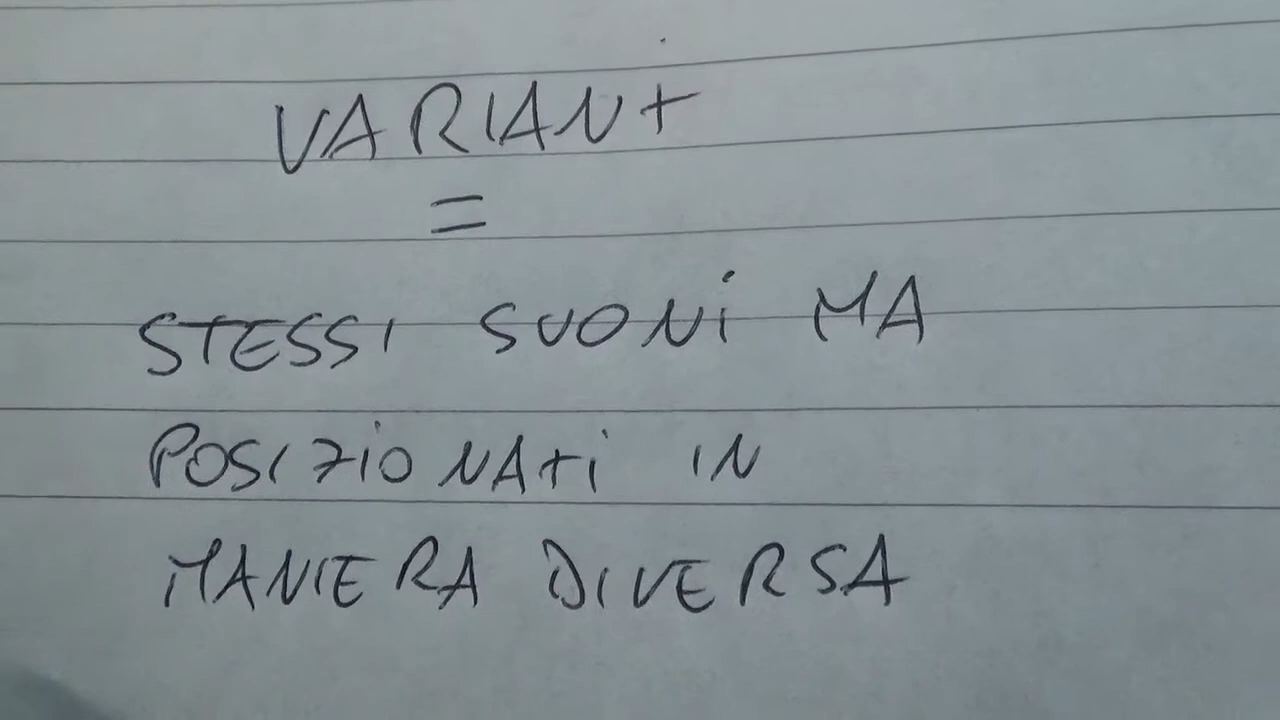 VARIANT
=
STESSI SUONI MA
POSIZIONATI IN
MANIERA DIVERSA